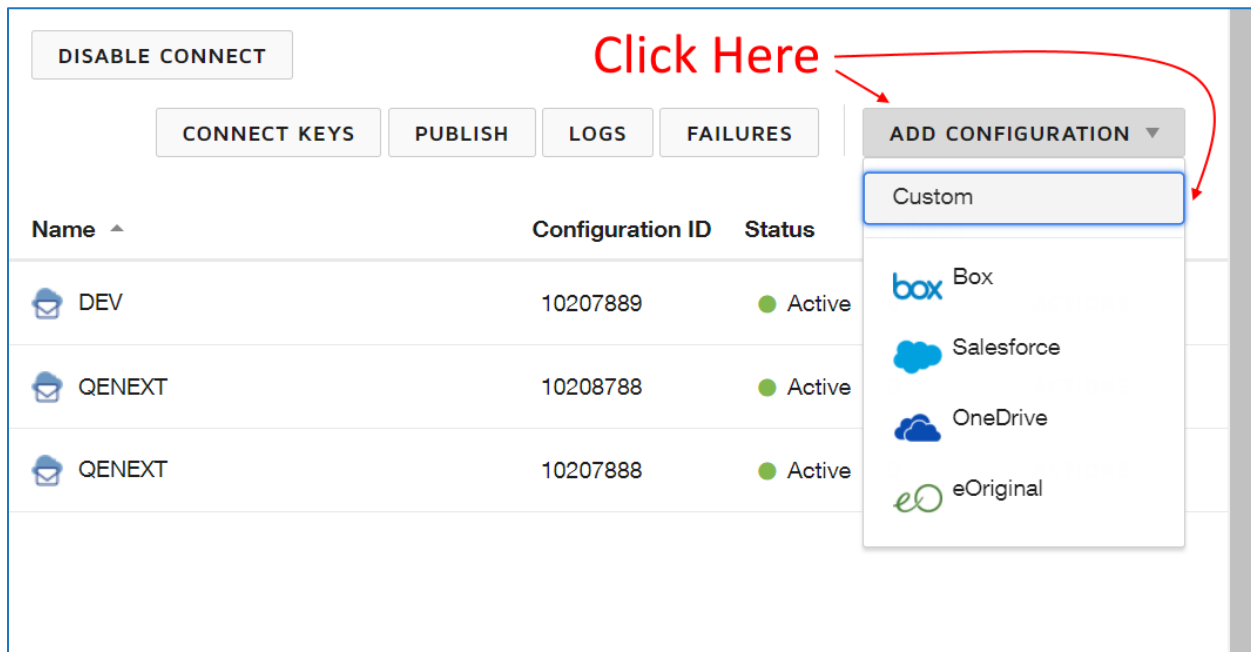 DISABLE CONNECT
Click Here
CONNECT KEYS PUBLISH LOGS FAILURES ADD CONFIGURATION
Custom
Name Configuration ID Status
box Box
DEV 10207889 Active
Salesforce
QENEXT 10208788 Active
OneDrive
QENEXT 10207888 Active
eO eOriginal